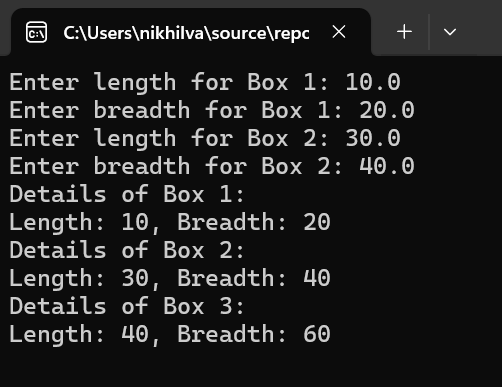 C:\Users\nikhilva\source\repc
Enter length for Box 1: 10.0
Enter breadth for Box 1: 20.0
Enter length for Box 2: 30.0
Enter breadth for Box 2: 40.0
Details of Box 1:
Length: 10, Breadth: 20
Details of Box 2:
Length: 30, Breadth: 40
Details of Box 3:
Length: 40, Breadth: 60